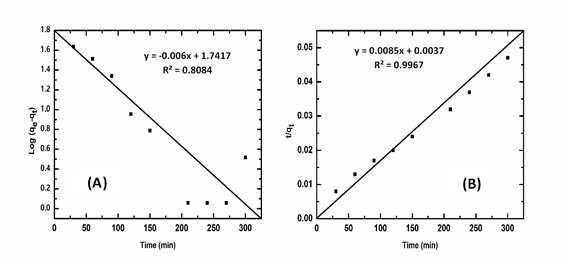 1.8
1.6
1.4
1.2
1.0
0.8
0.6
0.4
0.2
0.0
Log (qe-qt)
y = -0.006x + 1.7417
R² = 0.8084
(A)
0 50 100 150 200 250 300
Time (min)
0.05
0.04
0.03
0.02
0.01
0.00
t/qt
y = 0.0085x + 0.0037
R² = 0.9967
(B)
0 50 100 150 200 250 300
Time (min)